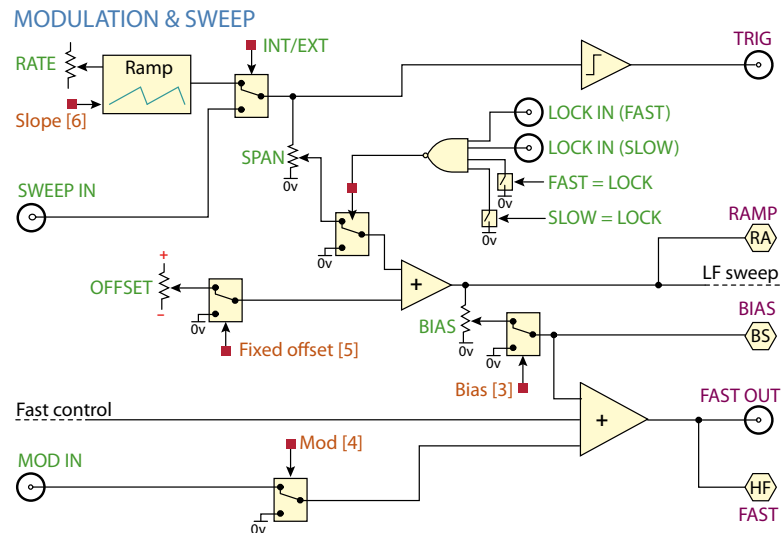 MODULATION & SWEEP
INT/EXT
TRIG
RATE
Ramp
Slope [6]
LOCK IN (FAST)
LOCK IN (SLOW)
SPAN
0v
FAST = LOCK
0v
SWEEP IN
SLOW = LOCK
0v
RAMP
RA
0v
+
OFFSET
–
+
LF sweep
0v
BIAS
BIAS
BS
0v
0v
Fixed offset [5]
Bias [3]
FAST OUT
Fast control
+
Mod [4]
MOD IN
HF
FAST
0v